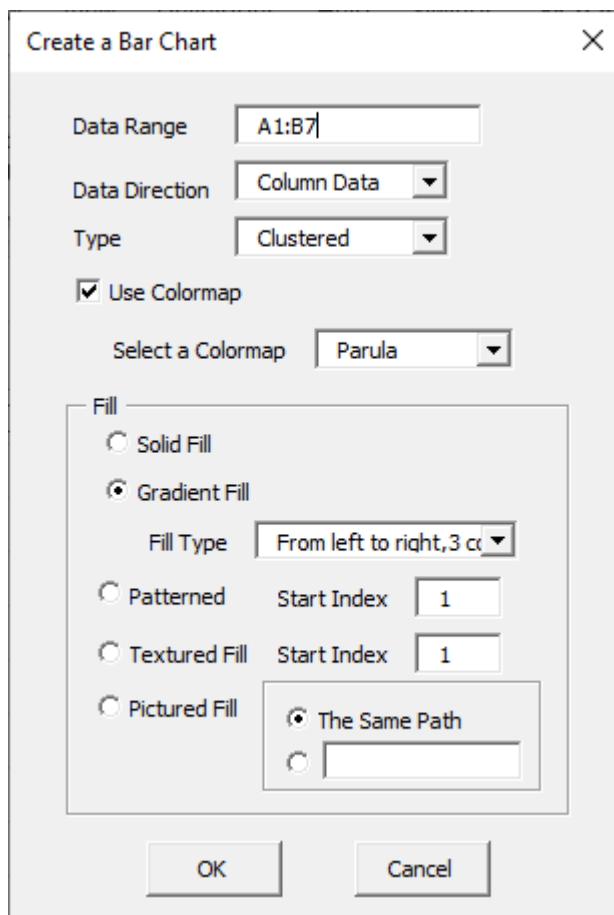 Create a Bar Chart
Data Range A1:B7
Data Direction Column Data
Type Clustered
Use Colormap
Select a Colormap Parula
Fill
Solid Fill
Gradient Fill
Fill Type From left to right,3 cc
Patterned Start Index 1
Textured Fill Start Index 1
Pictured Fill
The Same Path
OK Cancel